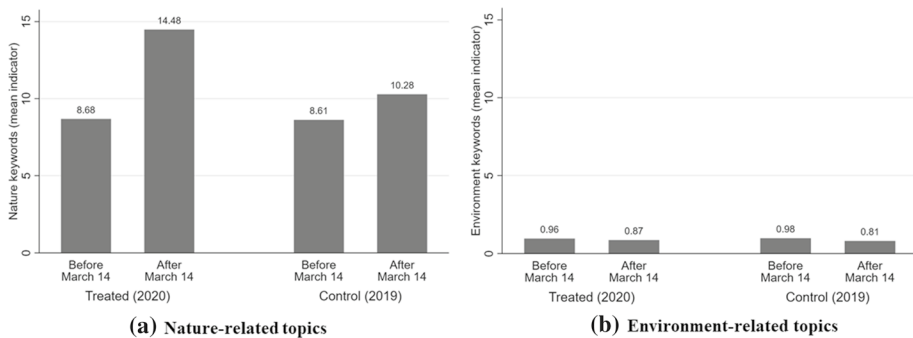 Nature keywords (mean indicator)
15
10
5
0
8.68
14.48
8.61
10.28
Before
March 14
After
March 14
Before
March 14
After
March 14
Treated (2020)
Control (2019)
(a) Nature-related topics
Environment keywords (mean indicator)
15
10
5
0
0.96
0.87
0.98
0.81
Before
March 14
After
March 14
Before
March 14
After
March 14
Treated (2020)
Control (2019)
(b) Environment-related topics